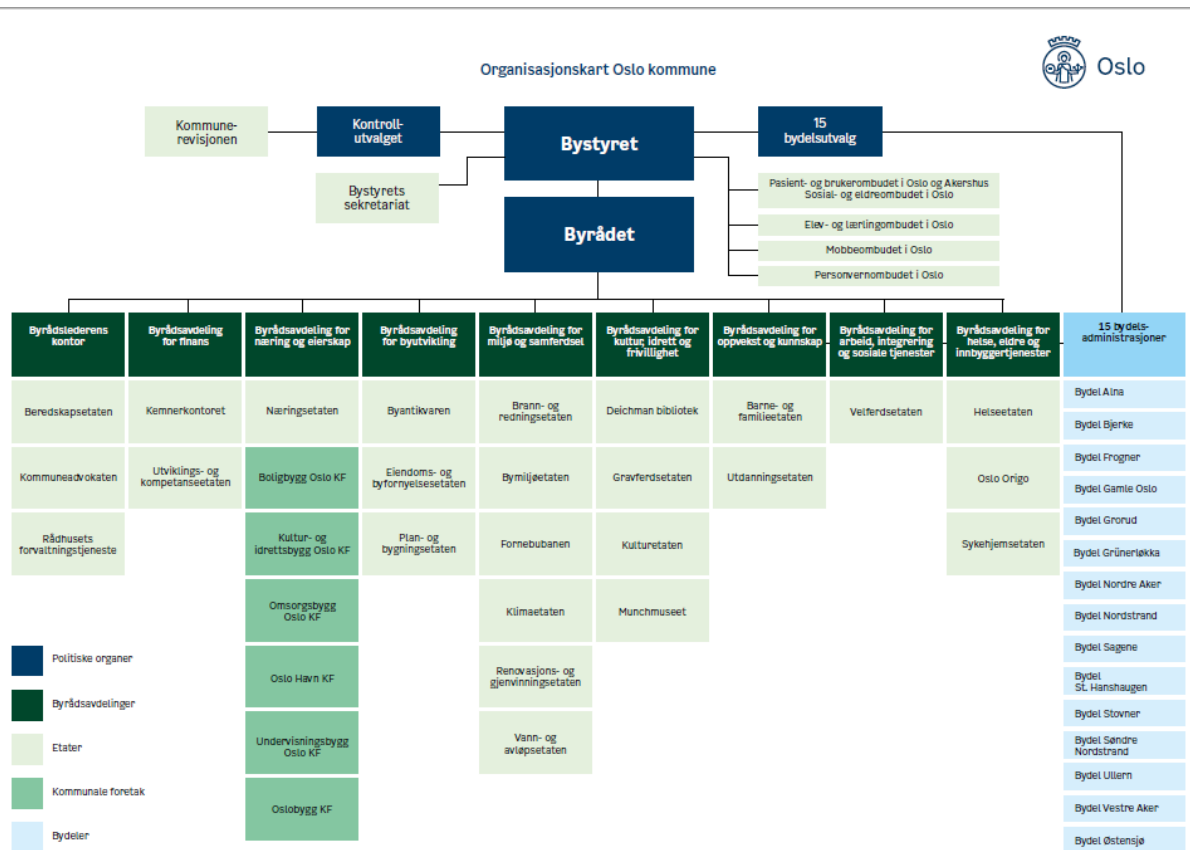 Organisasjonskart Oslo kommune
Oslo
Kommune-
revisjonen
Kontroll-
utvalget
Bystyret
15
bydelsutvalg
Bystyrets
sekretariat
Pasient- og brukerombudet i Oslo og Akershus
Sosial- og eldreombudet i Oslo
Elev- og lærlingombudet i Oslo
Mobbeombudet i Oslo
Personvernombudet i Oslo
Byrådet
Byrådslederens
kontor
Beredskapsetaten
Kommuneadvokaten
Rådhusets
forvaltningstjeneste
Byrådsavdeling
for finans
Kemnerkontoret
Utviklings- og
kompetanseetaten
Byrådsavdeling for
næring og eierskap
Næringsetaten
Boligbygg Oslo KF
Kultur- og
idrettsbygg Oslo KF
Omsorgsbygg
Oslo KF
Oslo Havn KF
Undervisningsbygg
Oslo KF
Oslobygg KF
Byrådsavdeling
for byutvikling
Byantikvaren
Eiendoms- og
byfornyelsesetaten
Plan- og
bygningsetaten
Byrådsavdeling for
miljø og samferdsel
Brann- og
redningsetaten
Bymiljøetaten
Fornebubanen
Klimaetaten
Renovasjons- og
gjenvinningsetaten
Vann- og
avløpsetaten
Byrådsavdeling for
kultur, idrett og
frivillighet
Deichman bibliotek
Gravferdsetaten
Kulturetaten
Munchmuseet
Byrådsavdeling for
oppvekst og kunnskap
Barne- og
familieetaten
Utdanningsetaten
Byrådsavdeling for
arbeid, integrering
og sosiale tjenester
Velferdsetaten
Byrådsavdeling for
helse, eldre og
innbyggertjenester
Helseetaten
Oslo Origo
Sykehjemsetaten
15 bydels-
administrasjoner
Bydel Alna
Bydel Bjerke
Bydel Frogner
Bydel Gamle Oslo
Bydel Grorud
Bydel Grünerløkka
Bydel Nordre Aker
Bydel Nordstrand
Bydel Sagene
Bydel
St. Hanshaugen
Bydel Stovner
Bydel Søndre
Nordstrand
Bydel Ullern
Bydel Vestre Aker
Bydel Østensjø
Politiske organer
Byrådsavdelinger
Etater
Kommunale foretak
Bydeler